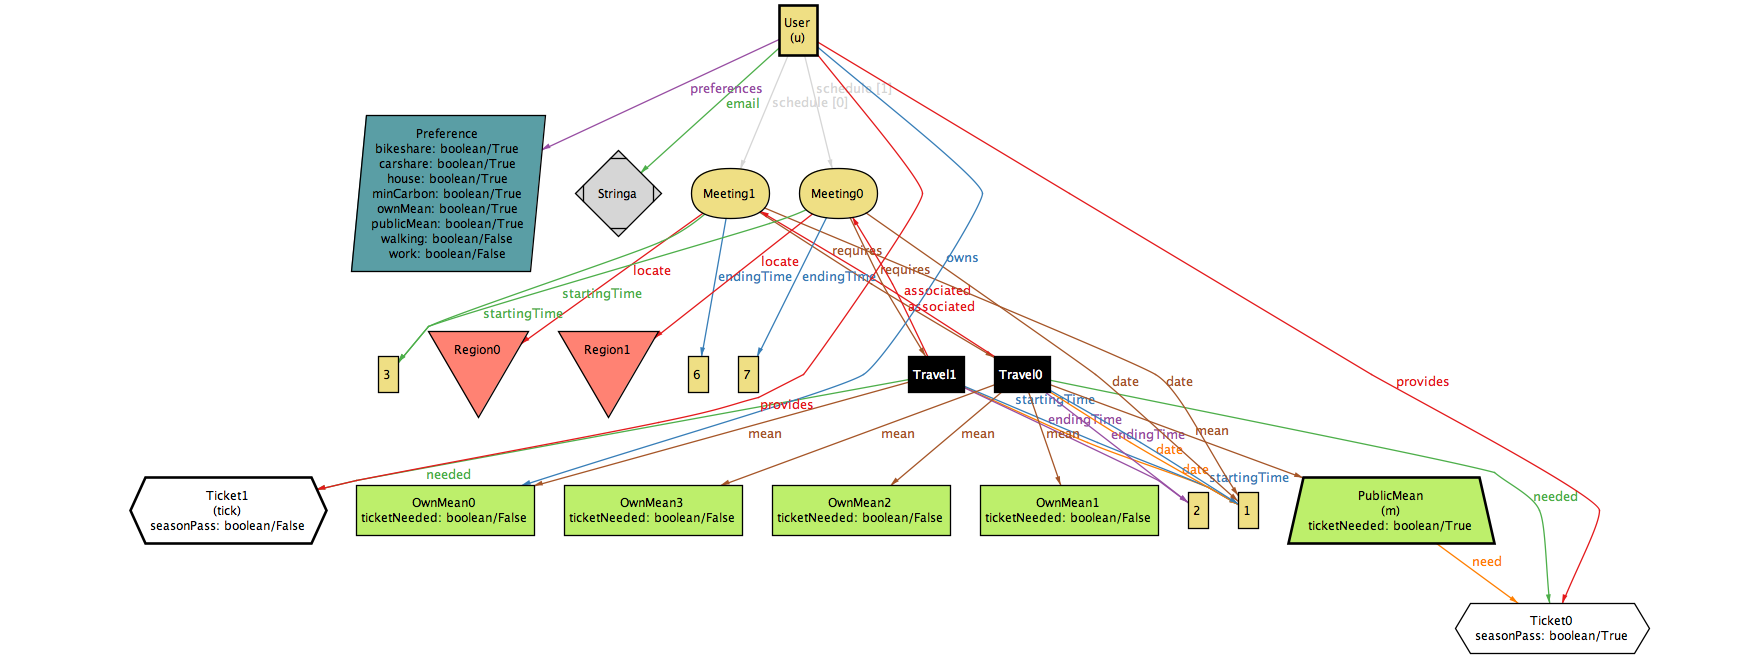 User
(u)
preferences
schedule [1]
email
schedule [0]
Preference
bikeshare: boolean/True
carshare: boolean/True
house: boolean/True
minCarbon: boolean/True
ownMean: boolean/True
publicMean: boolean/True
walking: boolean/False
work: boolean/False
Stringa
Meeting1
Meeting0
requires
owns
locate
locate
requires
endingTime
endingTime
startingTime
associated
associated
startingTime
Region0
Region1
3
6
7
Travel1
Travel0
date
date
provides
startingTime
provides
endingTime
mean
mean
mean
mean
endingTime
mean
date
date
needed
startingTime
needed
Ticket1
(tick)
seasonPass: boolean/False
OwnMean0
ticketNeeded: boolean/False
OwnMean3
ticketNeeded: boolean/False
OwnMean2
ticketNeeded: boolean/False
OwnMean1
ticketNeeded: boolean/False
2
1
PublicMean
(m)
ticketNeeded: boolean/True
need
Ticket0
seasonPass: boolean/True